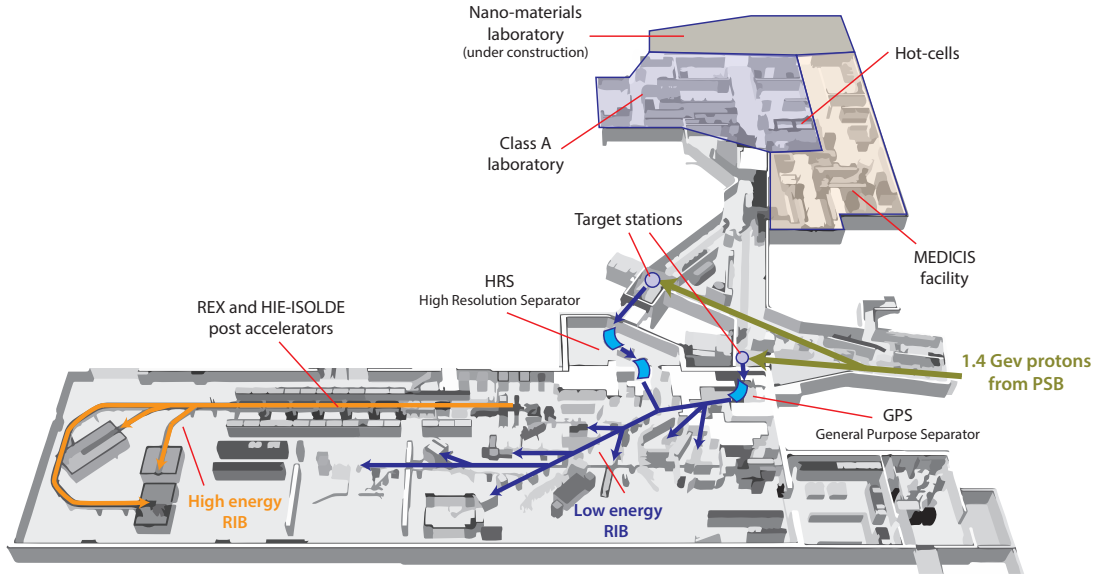 Nano-materials
laboratory
(under construction)
Hot-cells
Class A
laboratory
Target stations
MEDICIS
facility
HRS
High Resolution Separator
REX and HIE-ISOLDE
post accelerators
1.4 Gev protons
from PSB
GPS
General Purpose Separator
High energy
RIB
Low energy
RIB